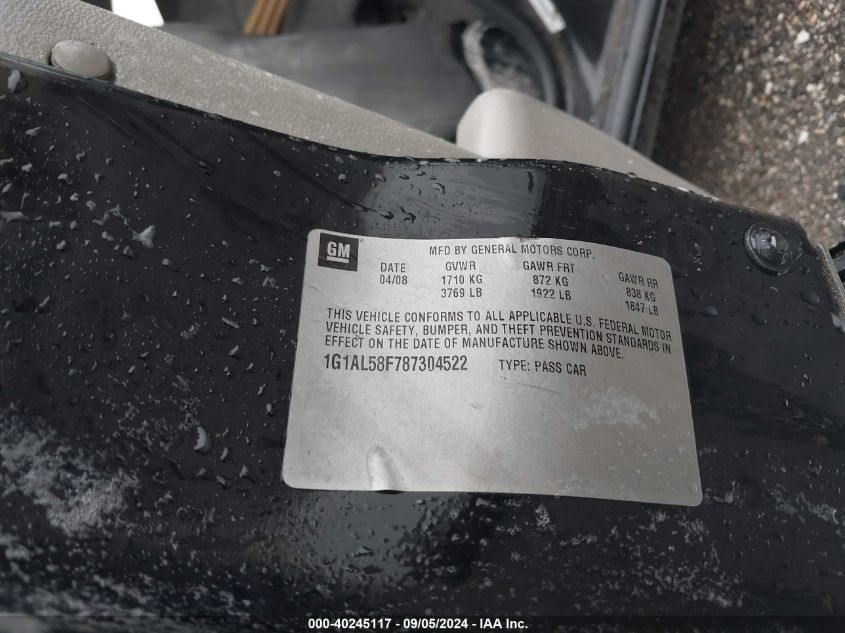 GM
MFD BY GENERAL MOTORS CORP.
DATE GVWR GAWR FRT GAWR RR
04/08 1710 KG 872 KG 838 KG
3769 LB 1922 LB 1847 LB
THIS VEHICLE CONFORMS TO ALL APPLICABLE U.S. FEDERAL MOTOR
VEHICLE SAFETY, BUMPER, AND THEFT PREVENTION STANDARDS IN
EFFECT ON THE DATE OF MANUFACTURE SHOWN ABOVE.
1G1AL58F787304522 TYPE: PASS CAR
000-40245117 - 09/05/2024 - IAA Inc.